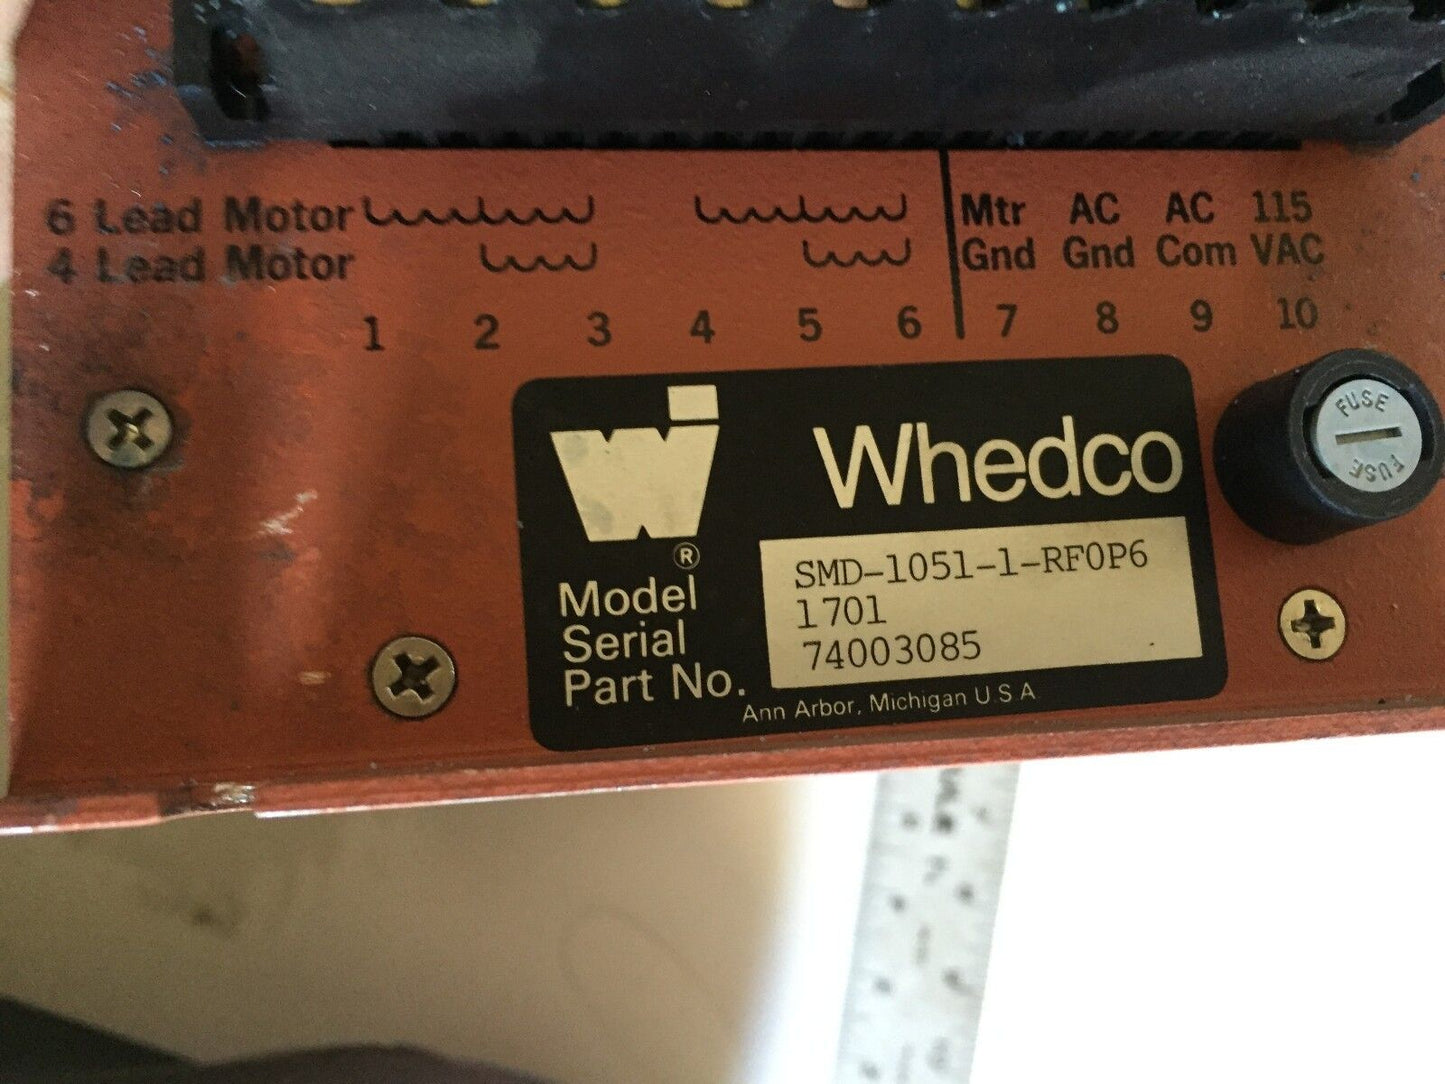 6 Lead Motor Mtr AC AC 115
4 Lead Motor Gnd Gnd Com VAC
1 2 3 4 5 6 7 8 9 10
FUSE
FUSE
Whedco
®
Model SMD-1051-1-RF0P6
Serial 1701
Part No. 74003085
Ann Arbor, Michigan U.S.A.